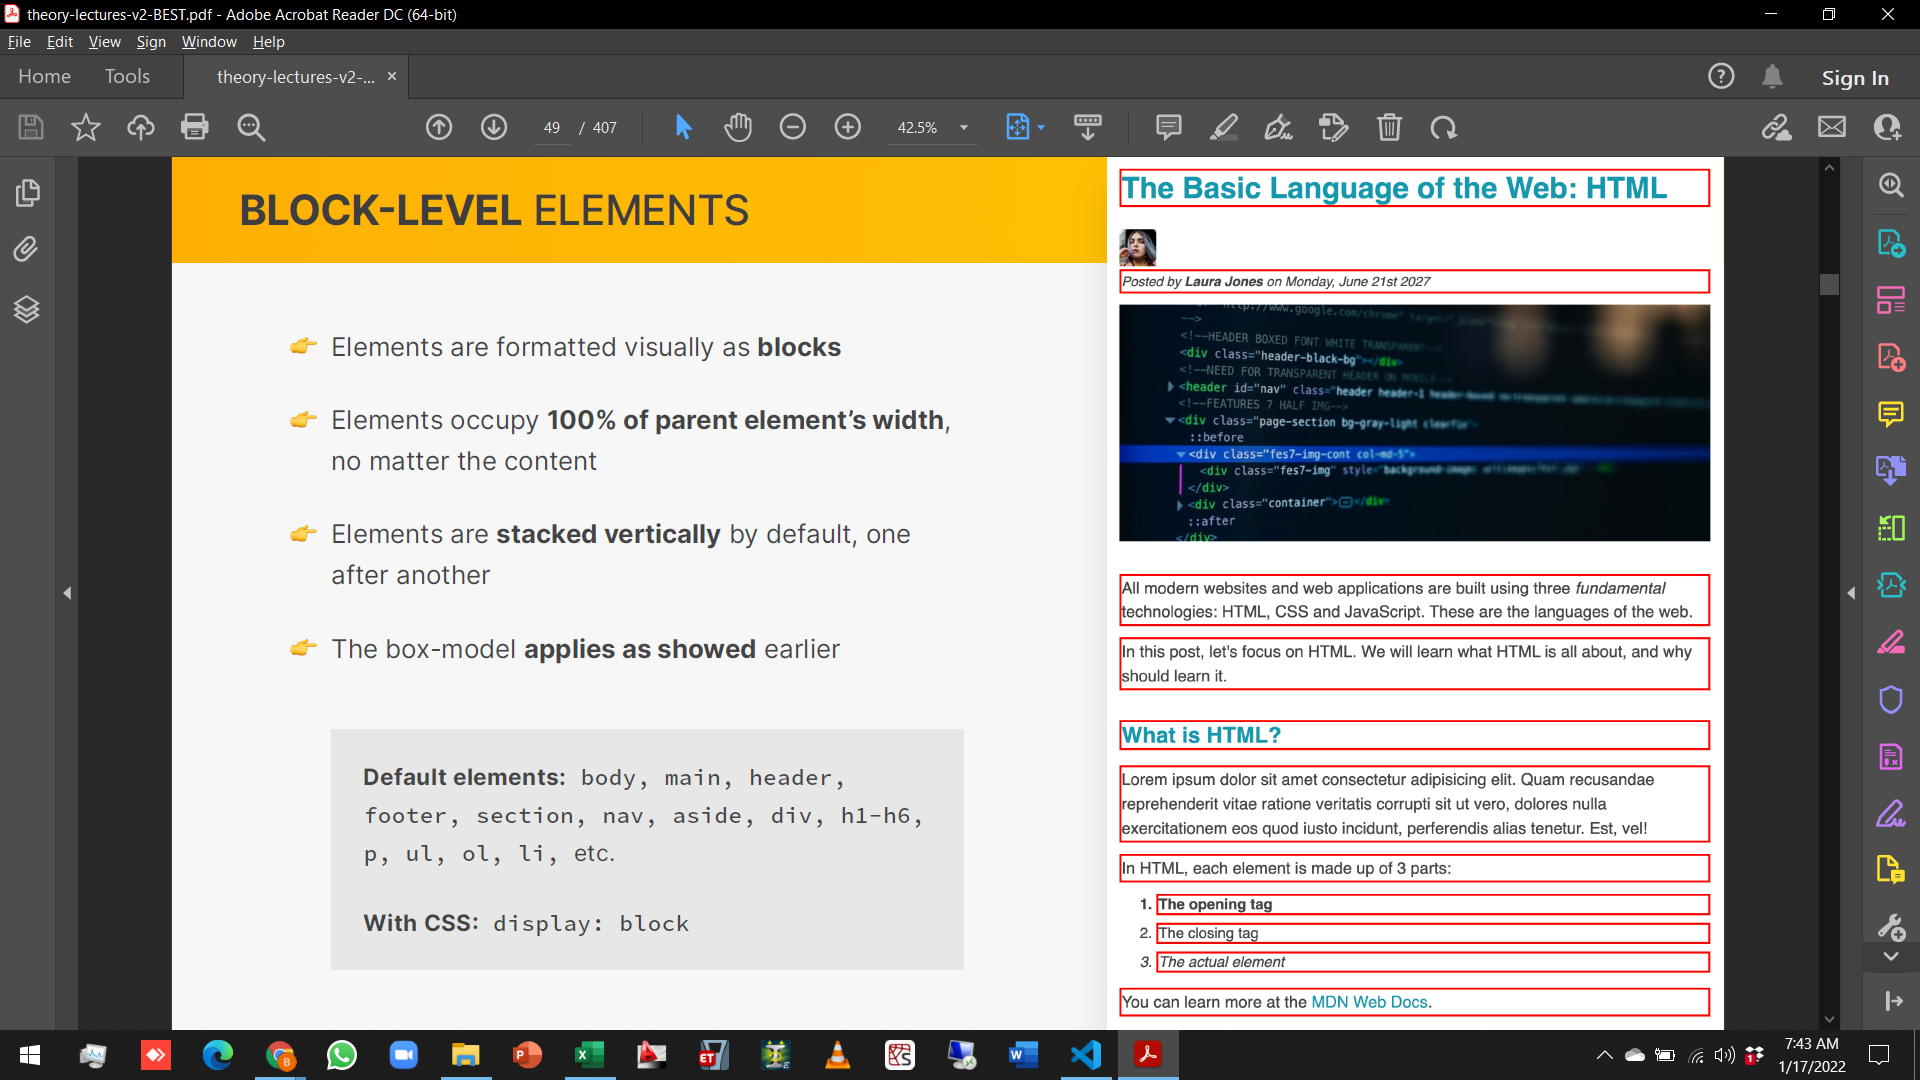 theory-lectures-v2-BEST.pdf - Adobe Acrobat Reader DC (64-bit)
File Edit View Sign Window Help
Home Tools theory-lectures-v2-... × Sign In
49 / 407 42.5%
BLOCK-LEVEL ELEMENTS
Elements are formatted visually as blocks
Elements occupy 100% of parent element’s width,
no matter the content
Elements are stacked vertically by default, one
after another
The box-model applies as showed earlier
Default elements: body, main, header,
footer, section, nav, aside, div, h1-h6,
p, ul, ol, li, etc.
With CSS: display: block
The Basic Language of the Web: HTML
Posted by Laura Jones on Monday, June 21st 2027
-->
<!--HEADER BOXED FONT WHITE TRANSPARENT--
<div class="header-black-bg"></div>
<!--NEED FOR TRANSPARENT HEADER ON MOBILE
<header id="nav" class="header header-1
<!--FEATURES 7 HALF IMG-->
<div class="page-section bg-gray-light clearfix">
::before
<div class="fes7-img-cont col-md-5">
<div class="fes7-img" style=
</div>
<div class="container"></div>
::after
</div>
All modern websites and web applications are built using three fundamental
technologies: HTML, CSS and JavaScript. These are the languages of the web.
In this post, let's focus on HTML. We will learn what HTML is all about, and why
should learn it.
What is HTML?
Lorem ipsum dolor sit amet consectetur adipisicing elit. Quam recusandae
reprehenderit vitae ratione veritatis corrupti sit ut vero, dolores nulla
exercitationem eos quod iusto incidunt, perferendis alias tenetur. Est, vel!
In HTML, each element is made up of 3 parts:
1. The opening tag
2. The closing tag
3. The actual element
You can learn more at the MDN Web Docs.
7:43 AM
1/17/2022